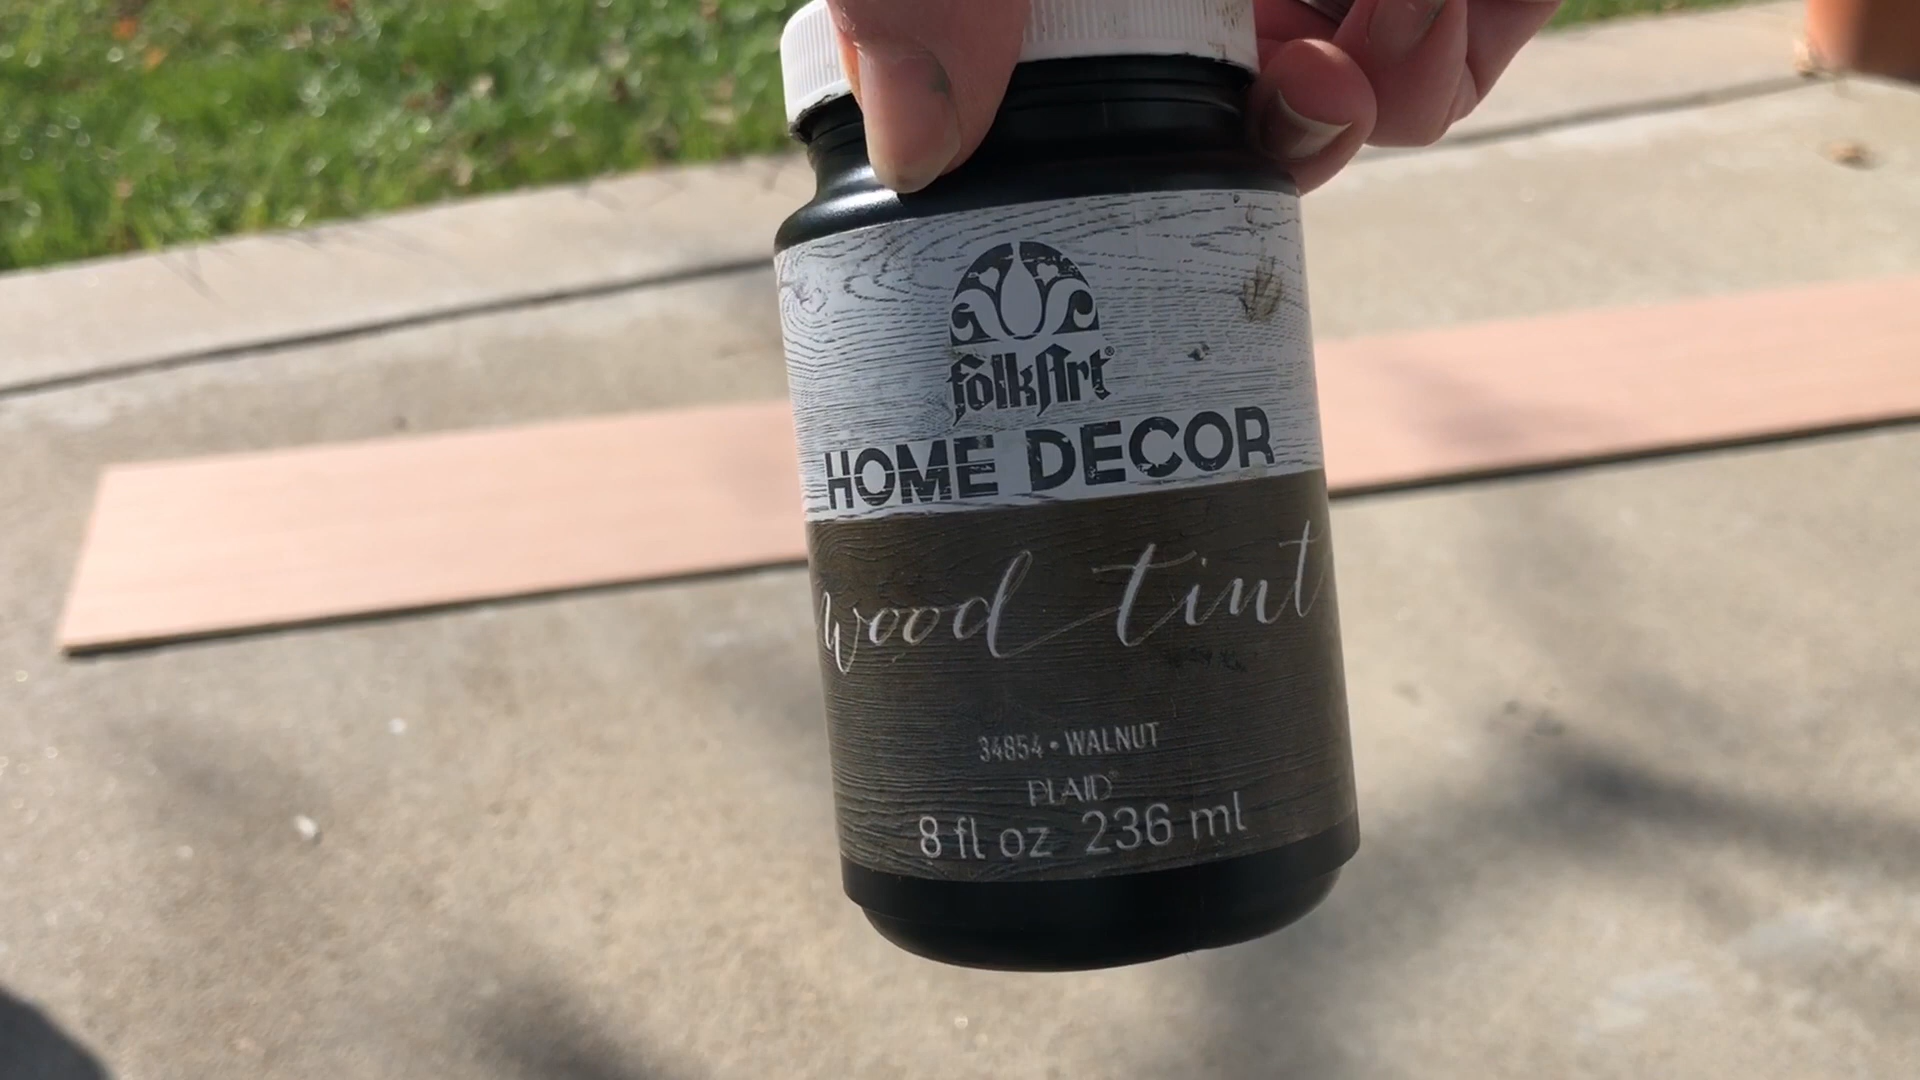 folkArt®
HOME DECOR
wood tint
34854 • WALNUT
PLAID®
8 fl oz 236 ml